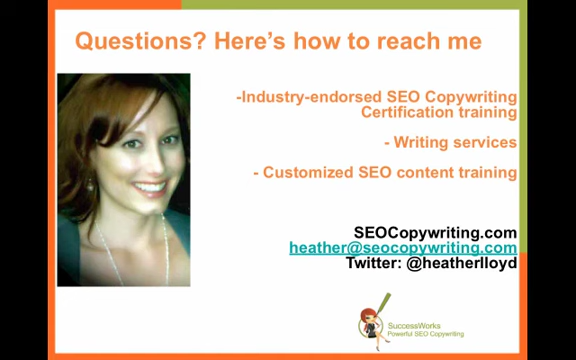 Questions? Here's how to reach me
-Industry-endorsed SEO Copywriting
Certification training
- Writing services
- Customized SEO content training
SEOCopywriting.com
heather@seocopywriting.com
Twitter: @heatherlloyd
SuccessWorks
Powerful SEO Copywriting